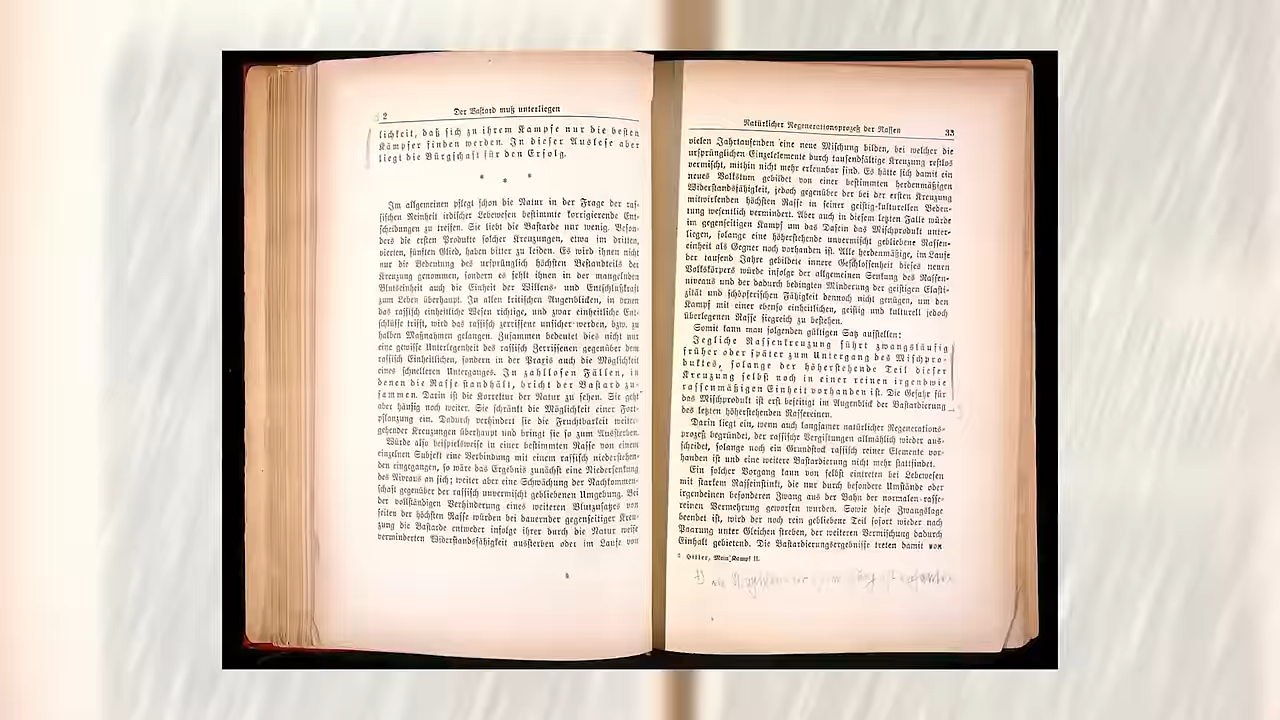 2
Der Bastard muß unterliegen
lichkeit, daß sich zu ihrem Kampfe nur die besten
Kämpfer finden werden. In dieser Auslese aber
liegt die Bürgschaft für den Erfolg.
* * *
Im allgemeinen pflegt schon die Natur in der Frage der ras-
sischen Reinheit irdischer Lebewesen bestimmte korrigierende Ent-
scheidungen zu treffen. Sie liebt die Bastarde nur wenig. Beson-
ders die ersten Produkte solcher Kreuzungen, etwa im dritten,
vierten, fünften Glied, haben bitter zu leiden. Es wird ihnen nicht
nur die Bedeutung des ursprünglich höchsten Bestandteils der
Kreuzung genommen, sondern es fehlt ihnen in der mangelnden
Blutseinheit auch die Einheit der Willens- und Entschlußkraft
zum Leben überhaupt. In allen kritischen Augenblicken, in denen
das rassisch einheitliche Wesen richtige, und zwar einheitliche Ent-
schlüsse trifft, wird das rassisch zerrissene unsicher werden, bzw. zu
halben Maßnahmen gelangen. Zusammen bedeutet dies nicht nur
eine gewisse Unterlegenheit des rassisch Zerrissenen gegenüber dem
rassisch Einheitlichen, sondern in der Praxis auch die Möglichkeit
eines schnelleren Unterganges. In zahllosen Fällen, in
denen die Rasse standhält, bricht der Bastard zu-
sammen. Darin ist die Korrektur der Natur zu sehen. Sie geht
aber häufig noch weiter. Sie schränkt die Möglichkeit einer Fort-
pflanzung ein. Dadurch verhindert sie die Fruchtbarkeit weiter-
gehender Kreuzungen überhaupt und bringt sie so zum Aussterben.
Würde also beispielsweise in einer bestimmten Rasse von einem
einzelnen Subjekt eine Verbindung mit einem rassisch niederstehen-
den eingegangen, so wäre das Ergebnis zunächst eine Niedersenkung
des Niveaus an sich; weiter aber eine Schwächung der Nachkommen-
schaft gegenüber der rassisch unvermischt gebliebenen Umgebung. Bei
der vollständigen Verhinderung eines weiteren Blutzusatzes von
seiten der höchsten Rasse würden bei dauernder gegenseitiger Kreu-
zung die Bastarde entweder infolge ihrer durch die Natur weise
verminderten Widerstandsfähigkeit aussterben oder im Laufe von
Natürlicher Regenerationsprozeß der Rassen
33
vielen Jahrtausenden eine neue Mischung bilden, bei welcher die
ursprünglichen Einzelelemente durch tausendfältige Kreuzung restlos
vermischt, mithin nicht mehr erkennbar sind. Es hätte sich damit ein
neues Volkstum gebildet von einer bestimmten herdenmäßigen
Widerstandsfähigkeit, jedoch gegenüber der bei der ersten Kreuzung
mitwirkenden höchsten Rasse in seiner geistig-kulturellen Bedeu-
tung wesentlich vermindert. Aber auch in diesem letzten Falle würde
im gegenseitigen Kampf um das Dasein das Mischprodukt unter-
liegen, solange eine höherstehende unvermischt gebliebene Rassen-
einheit als Gegner noch vorhanden ist. Alle herdenmäßige, im Laufe
der tausend Jahre gebildete innere Geschlossenheit dieses neuen
Volkskörpers würde infolge der allgemeinen Senkung des Rassen-
niveaus und der dadurch bedingten Minderung der geistigen Elasti-
zität und schöpferischen Fähigkeit dennoch nicht genügen, um den
Kampf mit einer ebenso einheitlichen, geistig und kulturell jedoch
überlegenen Rasse siegreich zu bestehen.
Somit kann man folgenden gültigen Satz aufstellen:
Jegliche Rassenkreuzung führt zwangsläufig
früher oder später zum Untergang des Mischpro-
duktes, solange der höherstehende Teil dieser
Kreuzung selbst noch in einer reinen irgendwie
rassenmäßigen Einheit vorhanden ist. Die Gefahr für
das Mischprodukt ist erst beseitigt im Augenblick der Bastardierung
des letzten höherstehenden Rassereinen.
Darin liegt ein, wenn auch langsamer natürlicher Regenerations-
prozeß begründet, der rassische Vergiftungen allmählich wieder aus-
scheidet, solange noch ein Grundstock rassisch reiner Elemente vor-
handen ist und eine weitere Bastardierung nicht mehr stattfindet.
Ein solcher Vorgang kann von selbst eintreten bei Lebewesen
mit starkem Rasseinstinkt, die nur durch besondere Umstände oder
irgendeinen besonderen Zwang aus der Bahn der normalen rasse-
reinen Vermehrung geworfen wurden. Sowie diese Zwangslage
beendet ist, wird der noch rein gebliebene Teil sofort wieder nach
Paarung unter Gleichen streben, der weiteren Vermischung dadurch
Einhalt gebietend. Die Bastardierungsergebnisse treten damit von
2 Hitler, Mein Kampf II.